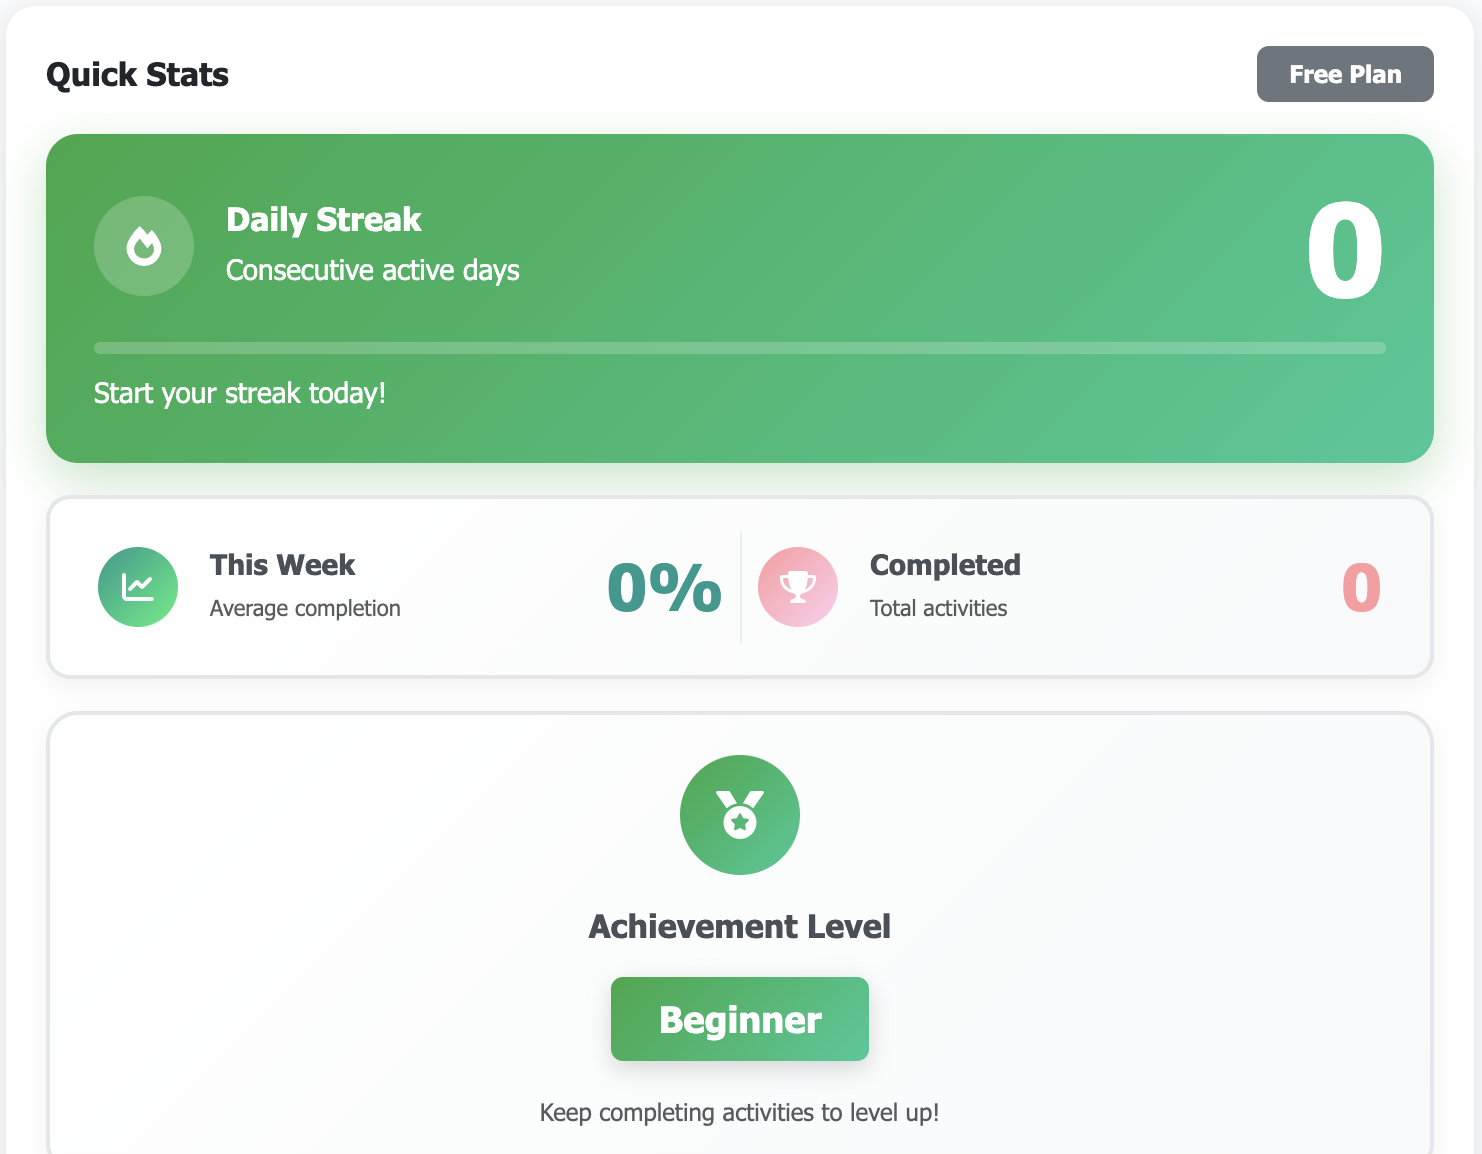 Quick Stats
Free Plan
Daily Streak
Consecutive active days
0
Start your streak today!
This Week
Average completion
0%
Completed
Total activities
0
Achievement Level
Beginner
Keep completing activities to level up!